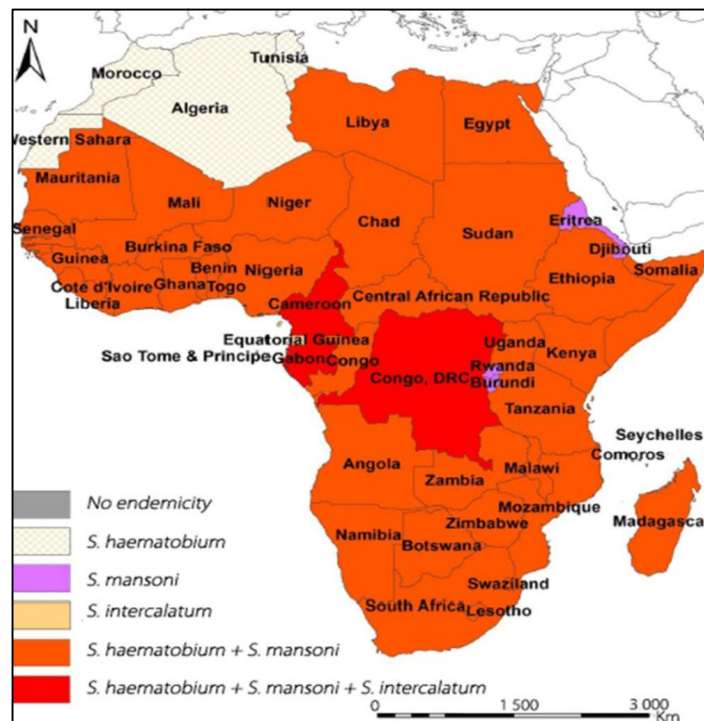 Tunisia
Morocco
Algeria
Libya
Egypt
Western Sahara
Mauritania
Mali
Niger
Chad
Sudan
Eritrea
Senegal
Djibouti
Guinea
Burkina Faso
Benin
Nigeria
Ethiopia
Somalia
Cote d'Ivoire
Ghana
Togo
Liberia
Cameroon
Central African Republic
Equatorial Guinea
Uganda
Kenya
Sao Tome & Principe
Gabon
Congo
Rwanda
Congo, DRC
Burundi
Tanzania
Seychelles
Comoros
Angola
Malawi
Zambia
Mozambique
Zimbabwe
Madagasca
Namibia
Botswana
Swaziland
South Africa
Lesotho
No endernicity
S. haematobium
S. mansoni
S. intercalatum
S. haematobium + S. mansoni
S. haematobium + S. mansoni + S. intercalatum
0 1 500 3 000
Km